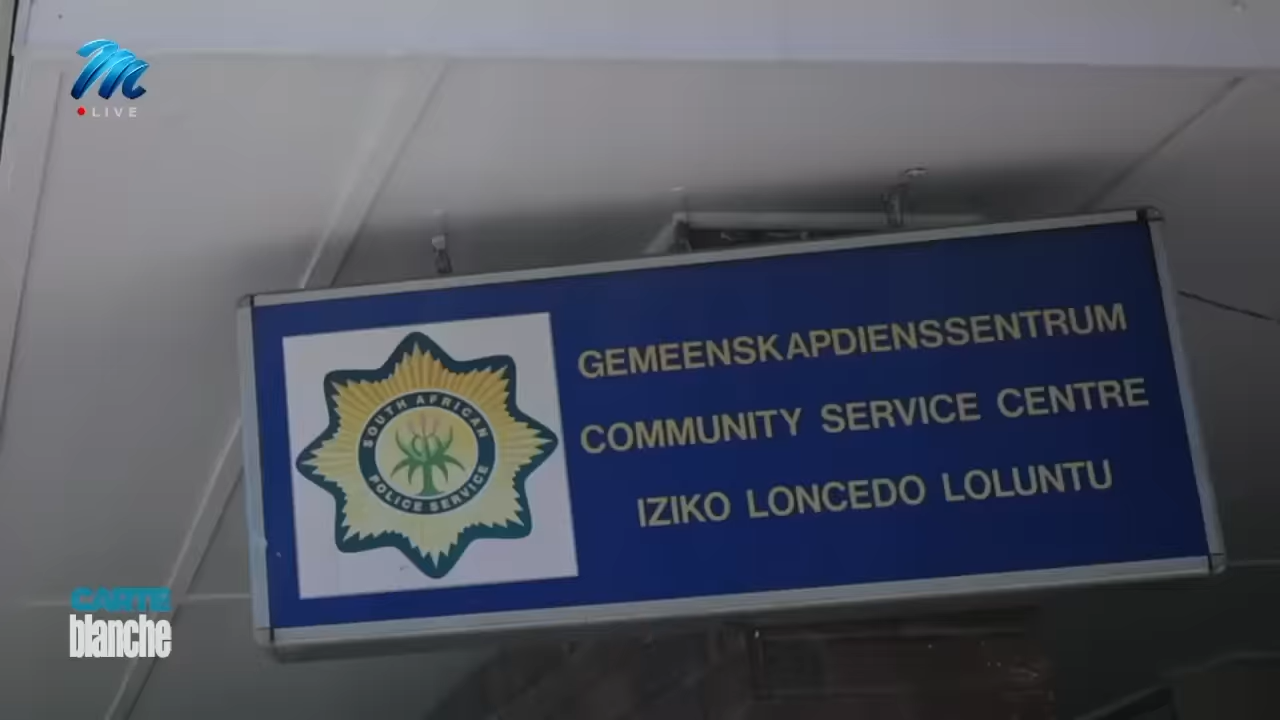 M
LIVE
SOUTH AFRICAN
POLICE SERVICE
GEMEENSKAPDIENSSENTRUM
COMMUNITY SERVICE CENTRE
IZIKO LONCEDO LOLUNTU
CARTE
blanche